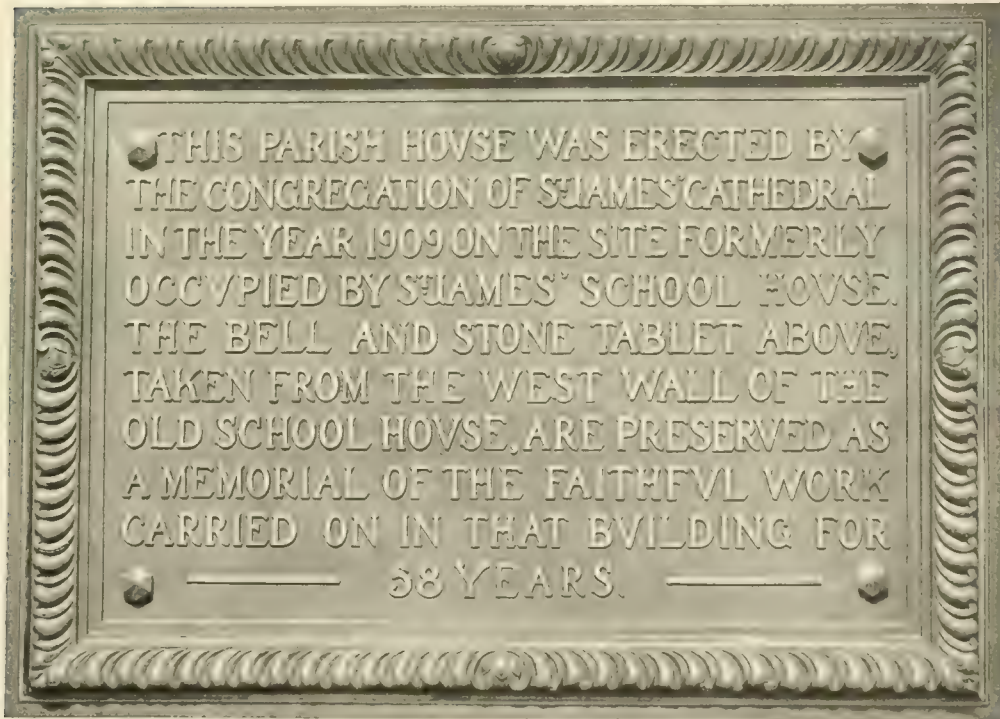 THIS PARISH HOVSE WAS ERECTED BY
THE CONGREGATION OF ST JAMES' CATHEDRAL
IN THE YEAR 1909 ON THE SITE FORMERLY
OCCVPIED BY ST JAMES' SCHOOL HOVSE.
THE BELL AND STONE TABLET ABOVE,
TAKEN FROM THE WEST WALL OF THE
OLD SCHOOL HOVSE, ARE PRESERVED AS
A MEMORIAL OF THE FAITHFVL WORK
CARRIED ON IN THAT BVILDING FOR
58 YEARS.